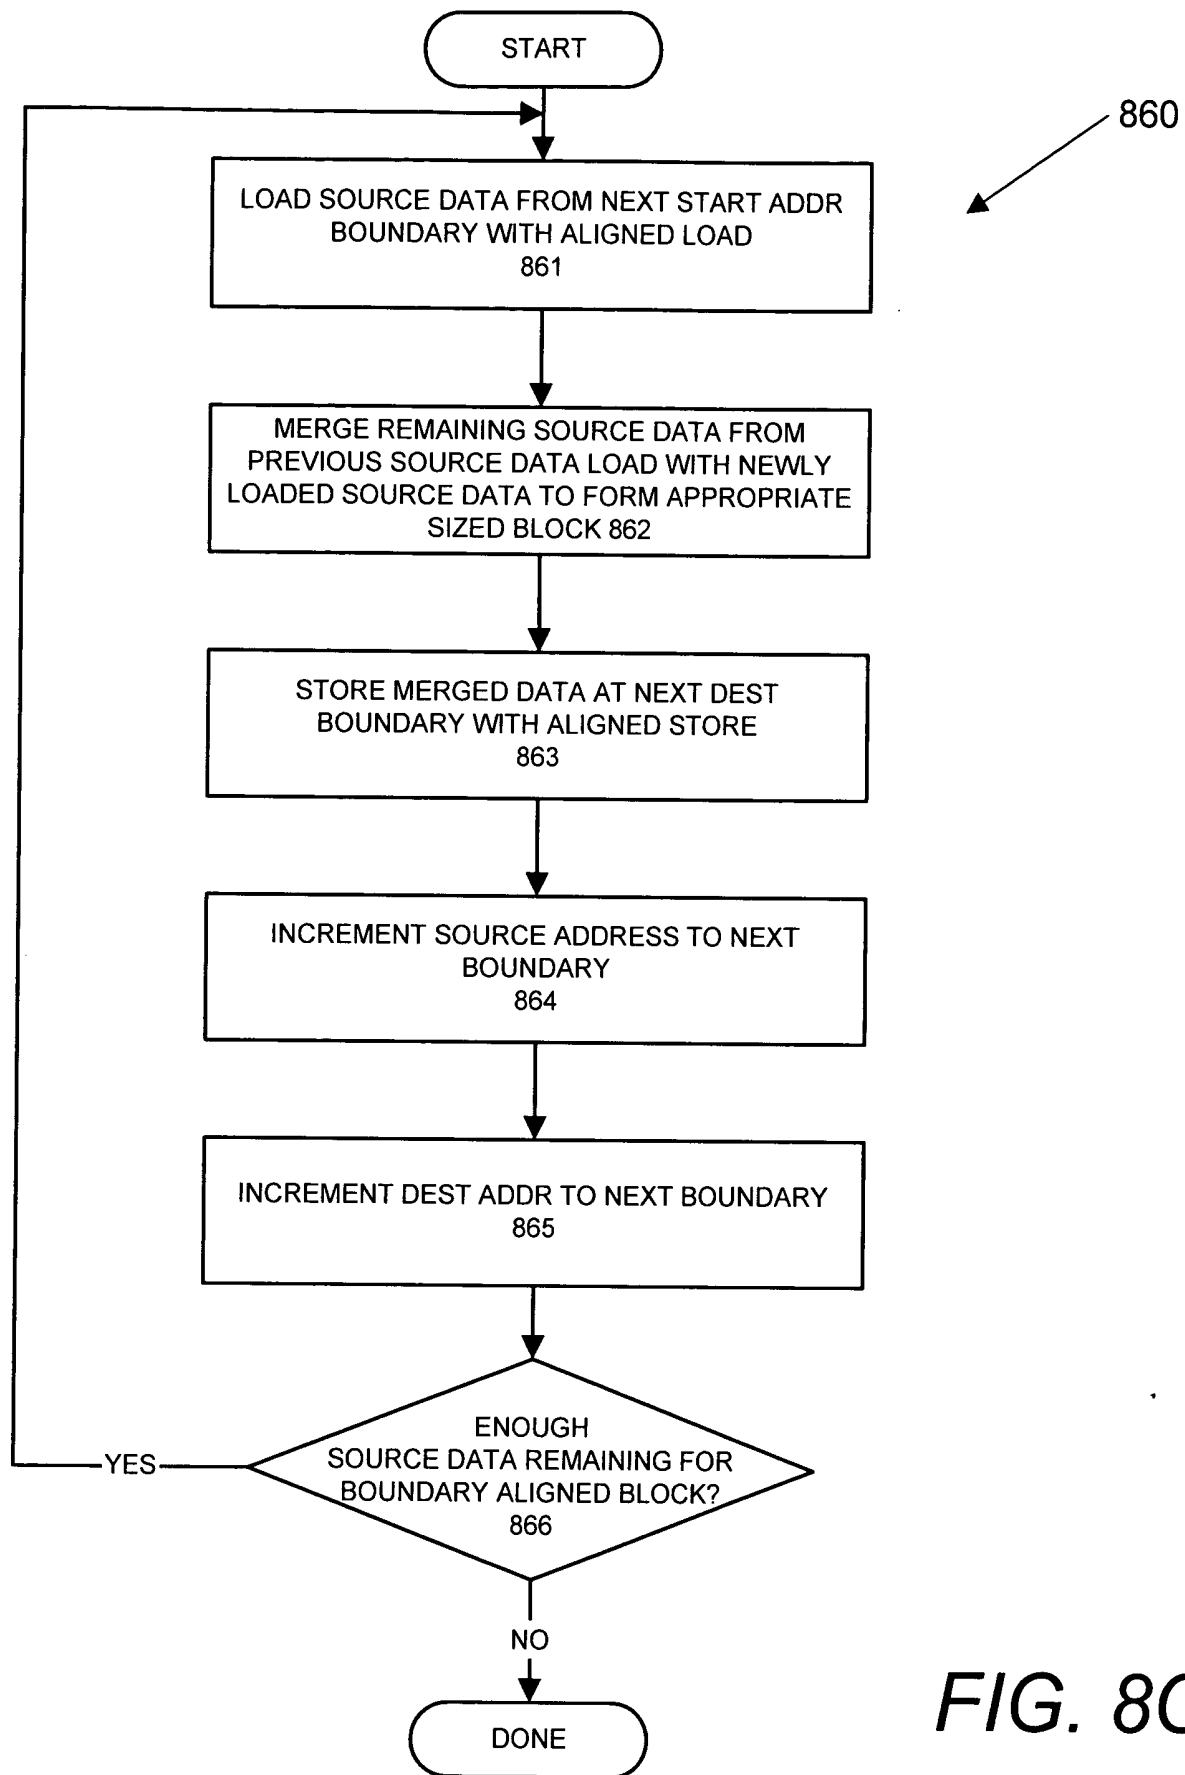 START
860
LOAD SOURCE DATA FROM NEXT START ADDR
BOUNDARY WITH ALIGNED LOAD
861
MERGE REMAINING SOURCE DATA FROM
PREVIOUS SOURCE DATA LOAD WITH NEWLY
LOADED SOURCE DATA TO FORM APPROPRIATE
SIZED BLOCK 862
STORE MERGED DATA AT NEXT DEST
BOUNDARY WITH ALIGNED STORE
863
INCREMENT SOURCE ADDRESS TO NEXT
BOUNDARY
864
INCREMENT DEST ADDR TO NEXT BOUNDARY
865
ENOUGH
SOURCE DATA REMAINING FOR
BOUNDARY ALIGNED BLOCK?
866
YES
NO
DONE
FIG. 8C